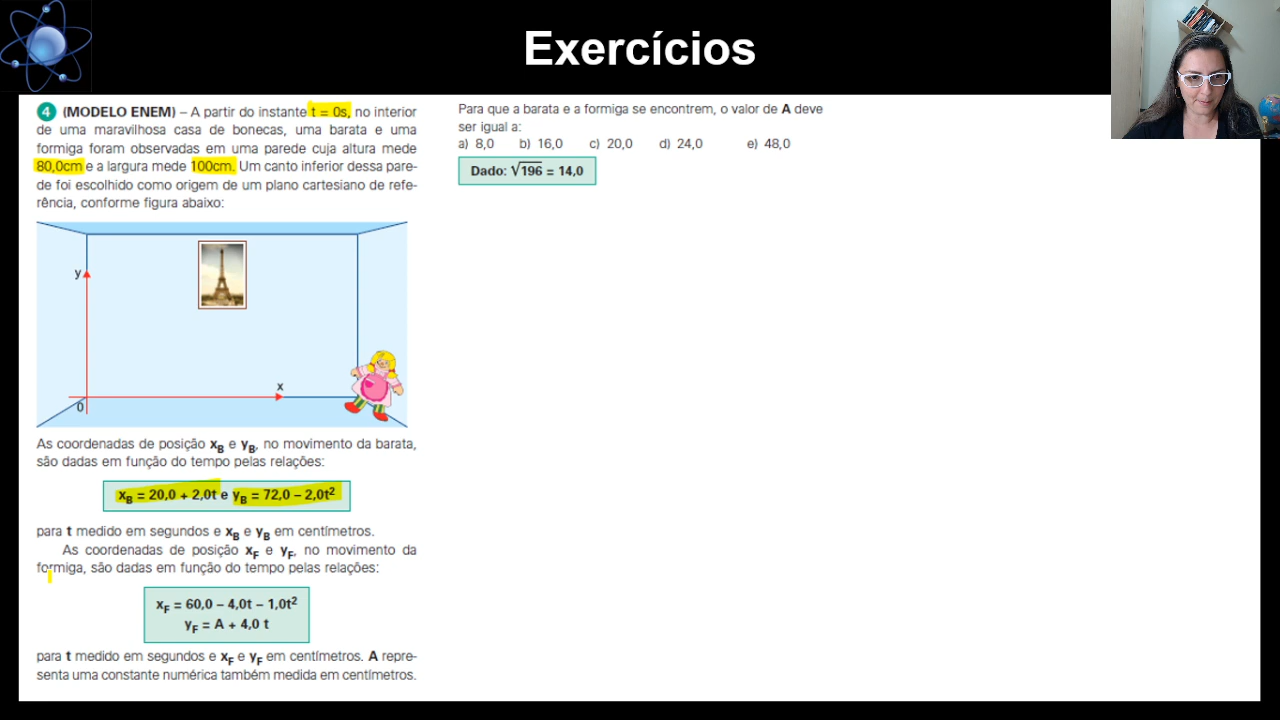 Exercícios
4 (MODELO ENEM) – A partir do instante t = 0s, no interior
de uma maravilhosa casa de bonecas, uma barata e uma
formiga foram observadas em uma parede cuja altura mede
80,0cm e a largura mede 100cm. Um canto inferior dessa pare-
de foi escolhido como origem de um plano cartesiano de refe-
rência, conforme figura abaixo:
y
x
0
As coordenadas de posição xB e yB, no movimento da barata,
são dadas em função do tempo pelas relações:
xB = 20,0 + 2,0t e yB = 72,0 – 2,0t²
para t medido em segundos e xB e yB em centímetros.
As coordenadas de posição xF e yF, no movimento da
formiga, são dadas em função do tempo pelas relações:
xF = 60,0 – 4,0t – 1,0t²
yF = A + 4,0 t
para t medido em segundos e xF e yF em centímetros. A repre-
senta uma constante numérica também medida em centímetros.
Para que a barata e a formiga se encontrem, o valor de A deve
ser igual a:
a) 8,0 b) 16,0 c) 20,0 d) 24,0 e) 48,0
Dado: √196 = 14,0